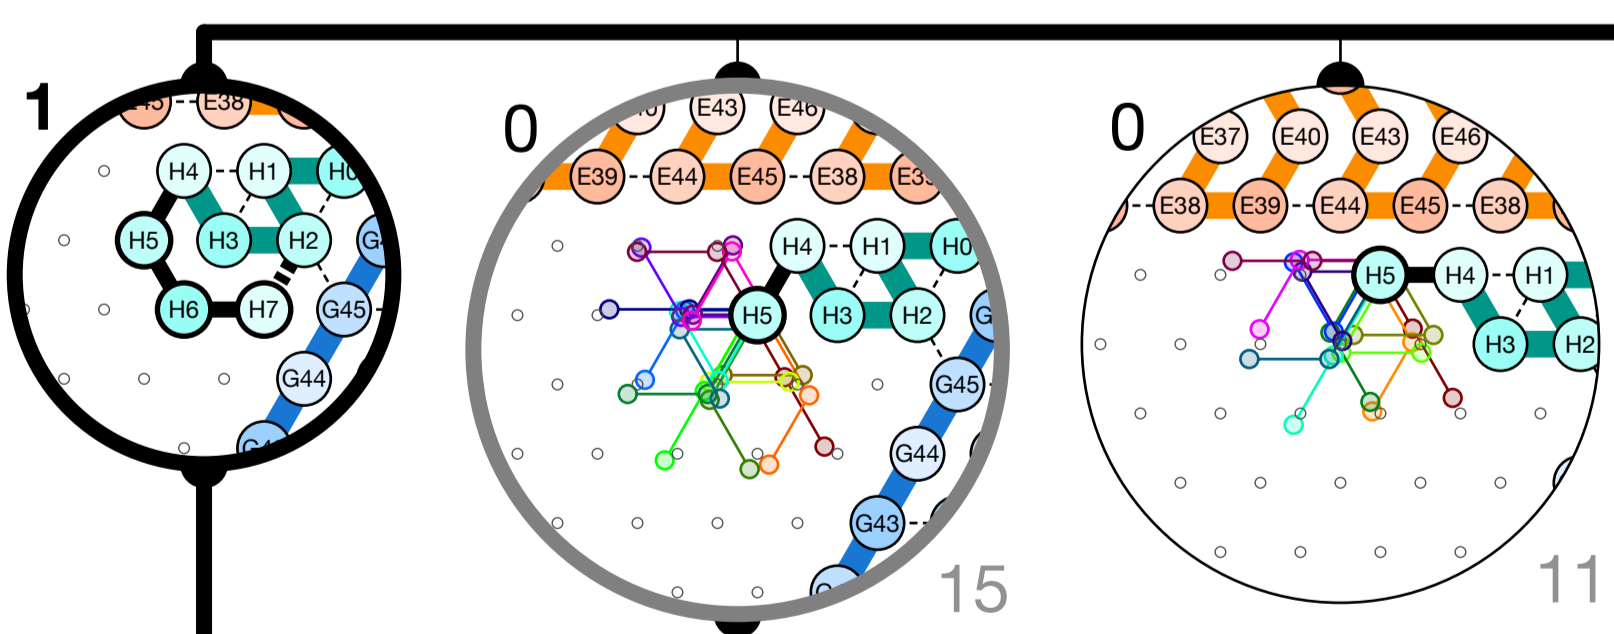 1
E38
H4 H1 H0
H5 H3 H2
H6 H7 G45
G44
0
E43 E46
E39 E44 E45 E38
H4 H1 H0
H5 H3 H2
G45
G44
G43
15
0
E37 E40 E43 E46
E38 E39 E44 E45 E38
H5 H4 H1
H3 H2
11